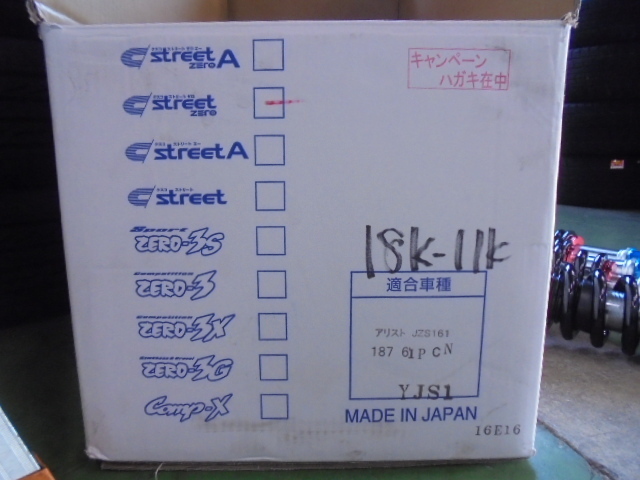 street A
ZERO
street
ZERO
street A
street
Sport
ZERO-3S
Competition
ZERO-3
Competition
ZERO-3X
ZERO-3G
Comp-X
キャンペーン
ハガキ在中
18K-11K
適合車種
アリスト JZS161
187 61P CN
YJS1
MADE IN JAPAN
16E16